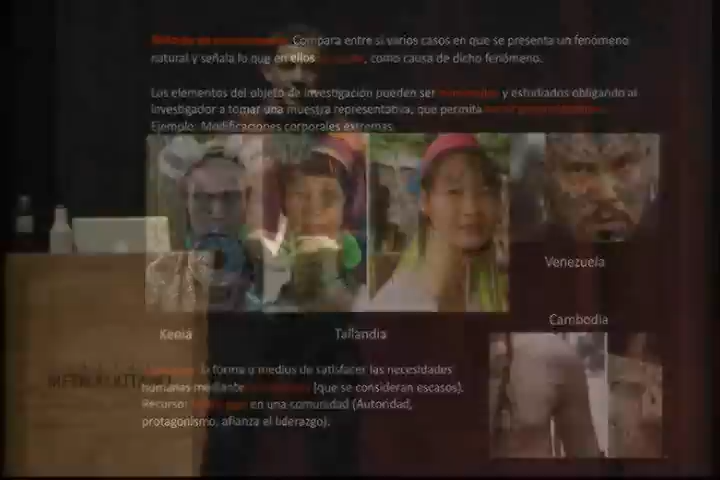 Compara entre sí varios casos en que se presenta un fenómeno
natural y señala lo que en ellos , como causa de dicho fenómeno.
Los elementos del objeto de investigación pueden ser y estudiados obligando al
investigador a tomar una muestra representativa, que permita
Ejemplo: Modificaciones corporales extremas.
Venezuela
Cambodia
Kenia
Tailandia
la forma o medios de satisfacer las necesidades
humanas mediante (que se consideran escasos).
Recurso: en una comunidad (Autoridad,
protagonismo, afianza el liderazgo).